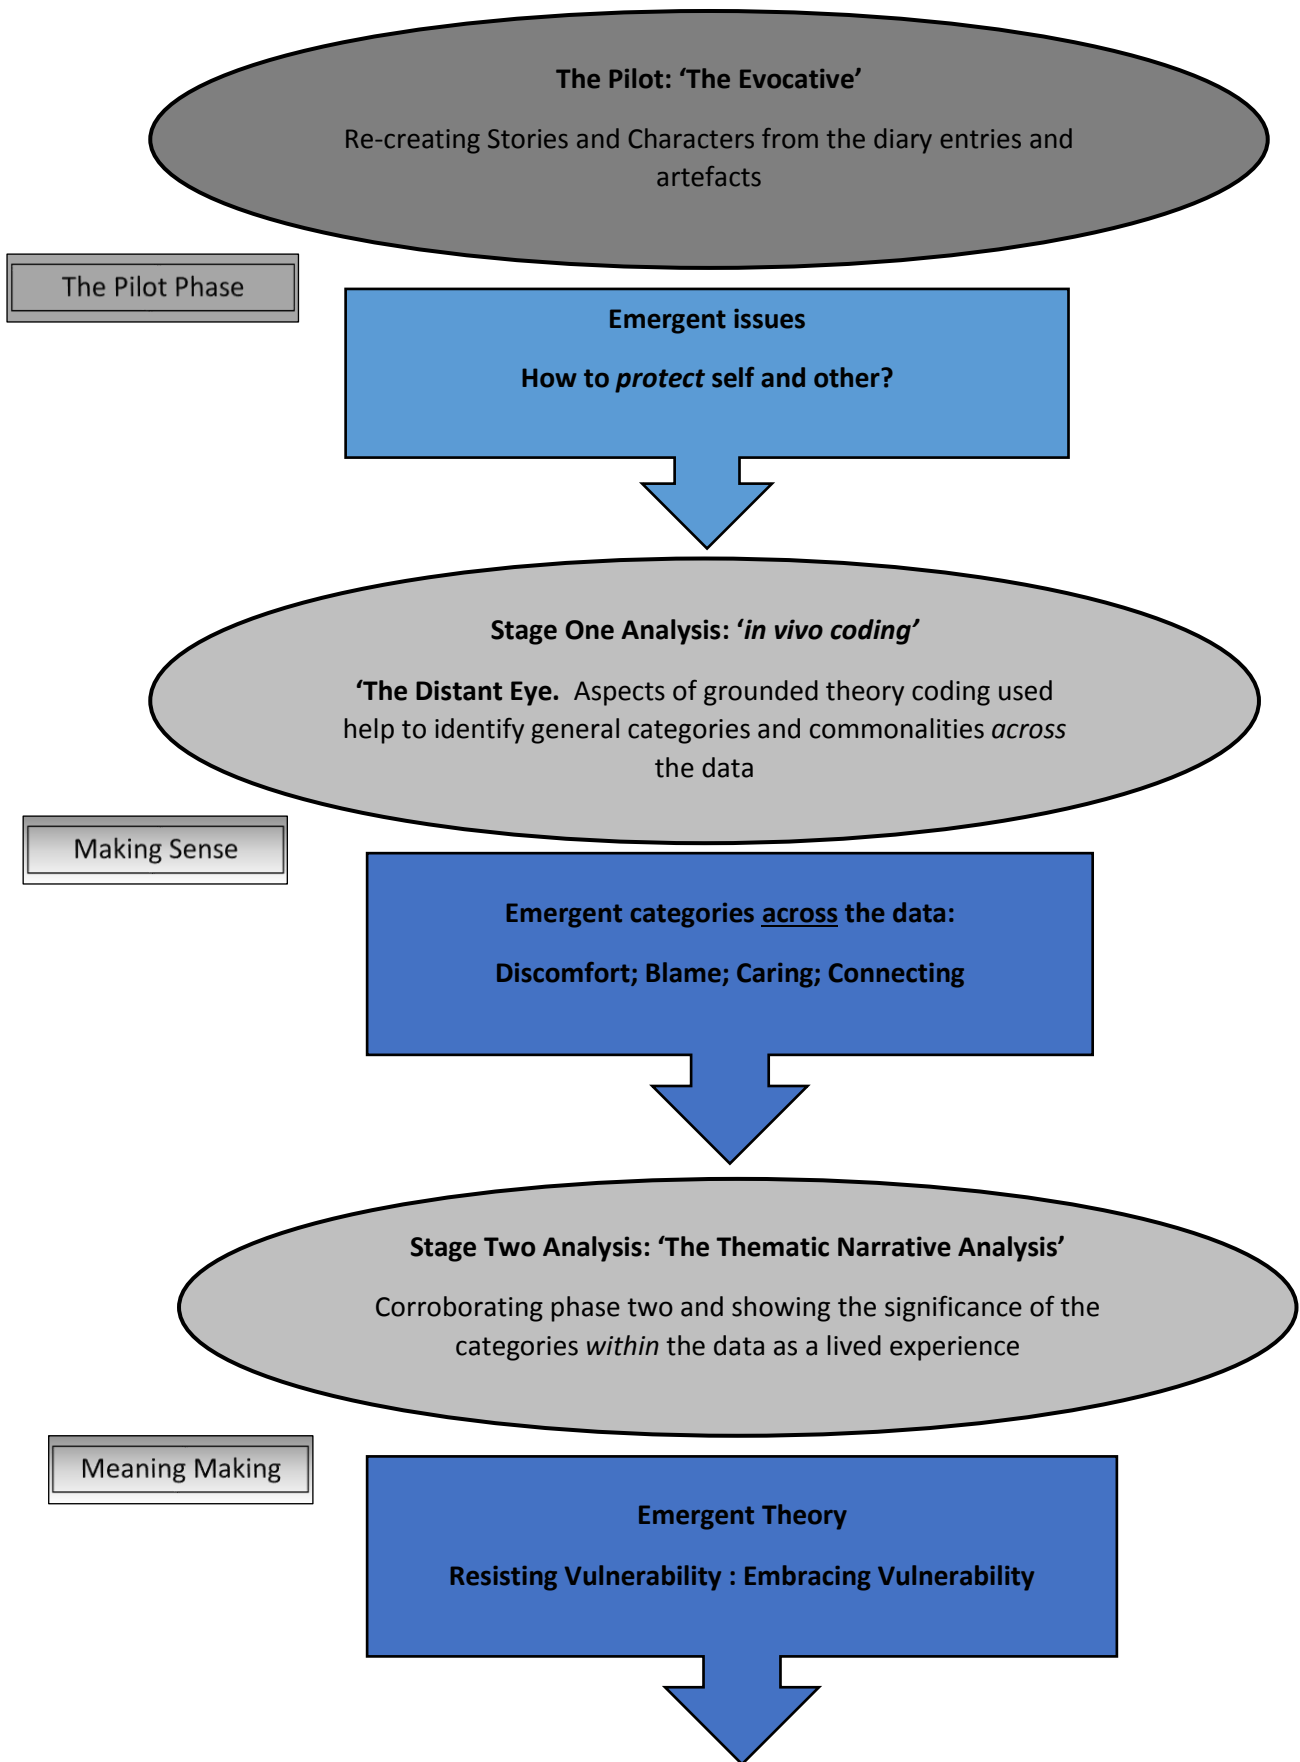 The Pilot: ‘The Evocative’
Re-creating Stories and Characters from the diary entries and
artefacts
The Pilot Phase
Emergent issues
How to protect self and other?
Stage One Analysis: ‘in vivo coding’
‘The Distant Eye.  Aspects of grounded theory coding used
help to identify general categories and commonalities across
the data
Making Sense
Emergent categories across the data:
Discomfort; Blame; Caring; Connecting
Stage Two Analysis: ‘The Thematic Narrative Analysis’
Corroborating phase two and showing the significance of the
categories within the data as a lived experience
Meaning Making
Emergent Theory
Resisting Vulnerability : Embracing Vulnerability